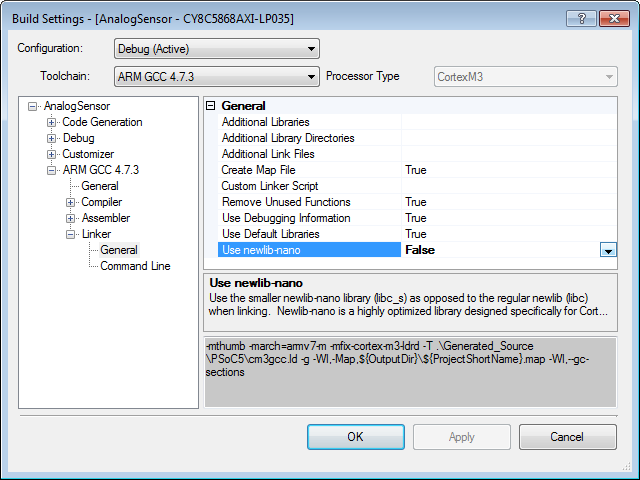 Build Settings - [AnalogSensor - CY8C5868AXI-LP035]
Configuration: Debug (Active)
Toolchain: ARM GCC 4.7.3 Processor Type CortexM3
AnalogSensor
Code Generation
Debug
Customizer
ARM GCC 4.7.3
General
Compiler
Assembler
Linker
General
Command Line
General
Additional Libraries
Additional Library Directories
Additional Link Files
Create Map File True
Custom Linker Script
Remove Unused Functions True
Use Debugging Information True
Use Default Libraries True
Use newlib-nano False
Use newlib-nano
Use the smaller newlib-nano library (libc_s) as opposed to the regular newlib (libc)
when linking. Newlib-nano is a highly optimized library designed specifically for Cort...
-mthumb -march=armv7-m -mfix-cortex-m3-ldrd -T .\Generated_Source
\PSoC5\cm3gcc.ld -g -Wl,-Map,${OutputDir}\${ProjectShortName}.map -Wl,--gc-
sections
OK Apply Cancel